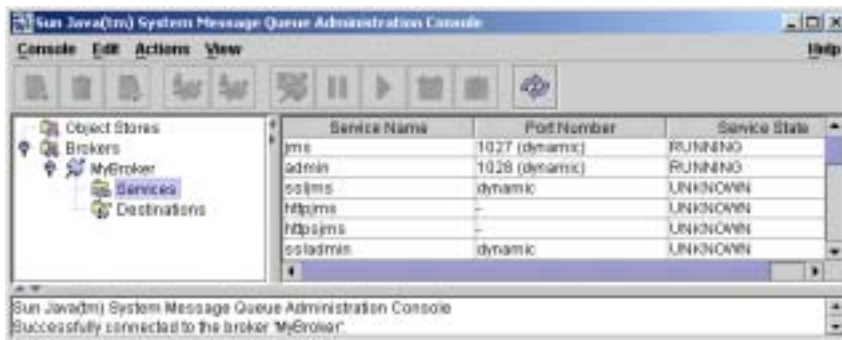 Sun Java(tm) System Message Queue Administration Console
Console Edit Actions View Help
Object Stores
Brokers
MyBroker
Services
Destinations
Service Name Port Number Service State
jms 1027 (dynamic) RUNNING
admin 1028 (dynamic) RUNNING
ssljms dynamic UNKNOWN
httpjms - UNKNOWN
httpsjms - UNKNOWN
ssladmin dynamic UNKNOWN
Sun Java(tm) System Message Queue Administration Console
Successfully connected to the broker 'MyBroker'.